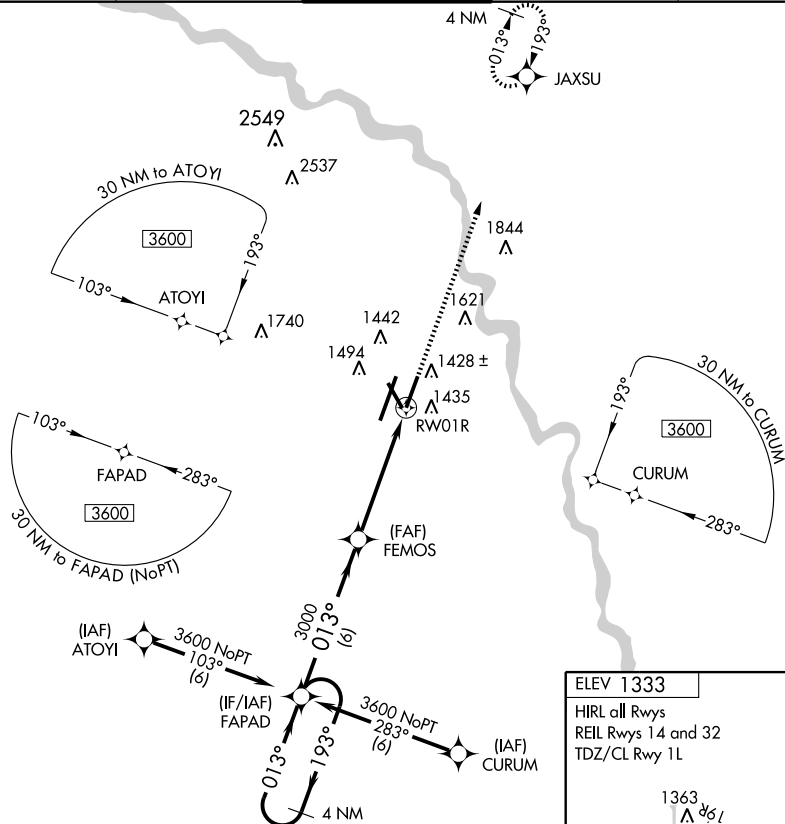 4 NM
013°
193°
JAXSU
2549
2537
30 NM to ATOYI
3600
193°
103°
ATOYI
1844
1740
1442
1621
1494
1428 ±
1435
RW01R
30 NM to CURUM
193°
3600
CURUM
283°
103°
FAPAD
283°
3600
30 NM to FAPAD (NoPT)
(FAF)
FEMOS
3000
013°
(6)
(IAF)
ATOYI
3600 NoPT
103°
(6)
(IF/IAF)
FAPAD
3600 NoPT
283°
(6)
(IAF)
CURUM
013°
193°
4 NM
ELEV 1333
HIRL all Rwys
REIL Rwys 14 and 32
TDZ/CL Rwy 1L
1363
19R